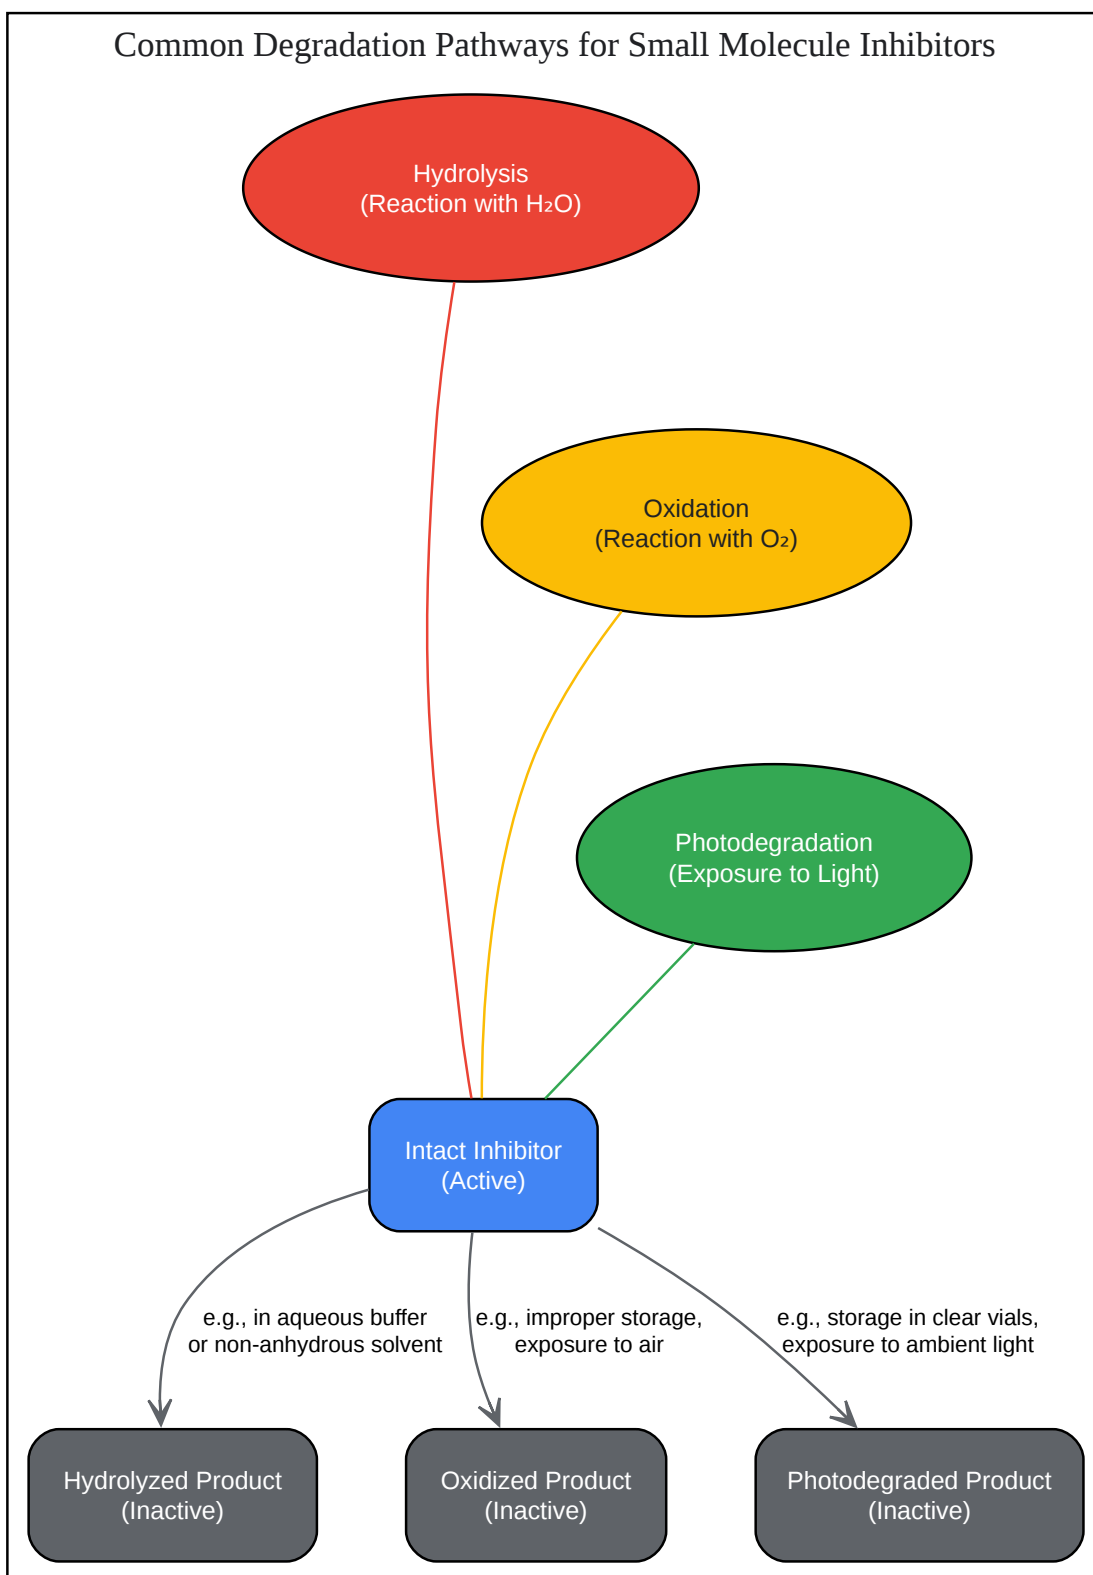 Common Degradation Pathways for Small Molecule Inhibitors
Hydrolysis
(Reaction with H₂O)
Oxidation
(Reaction with O₂)
Photodegradation
(Exposure to Light)
Intact Inhibitor
(Active)
e.g., in aqueous buffer
or non-anhydrous solvent
e.g., improper storage,
exposure to air
e.g., storage in clear vials,
exposure to ambient light
Hydrolyzed Product
(Inactive)
Oxidized Product
(Inactive)
Photodegraded Product
(Inactive)